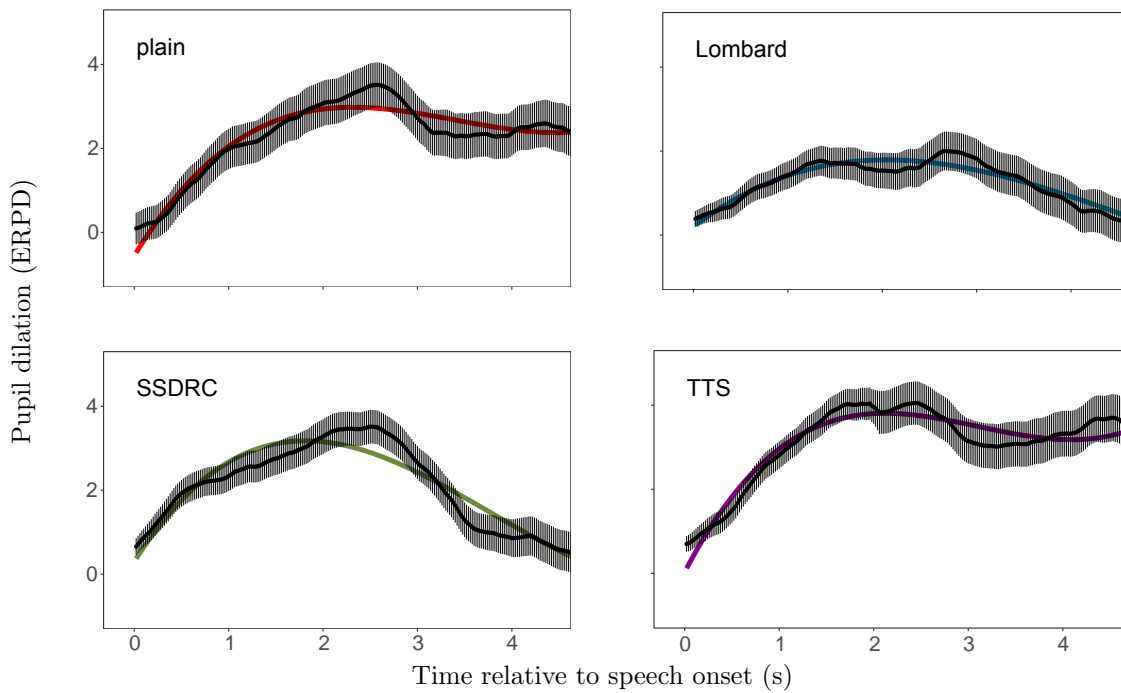 plain
Lombard
4
2
0
Pupil dilation (ERPD)
SSDRC
TTS
4
2
0
0 1 2 3 4
0 1 2 3 4
Time relative to speech onset (s)